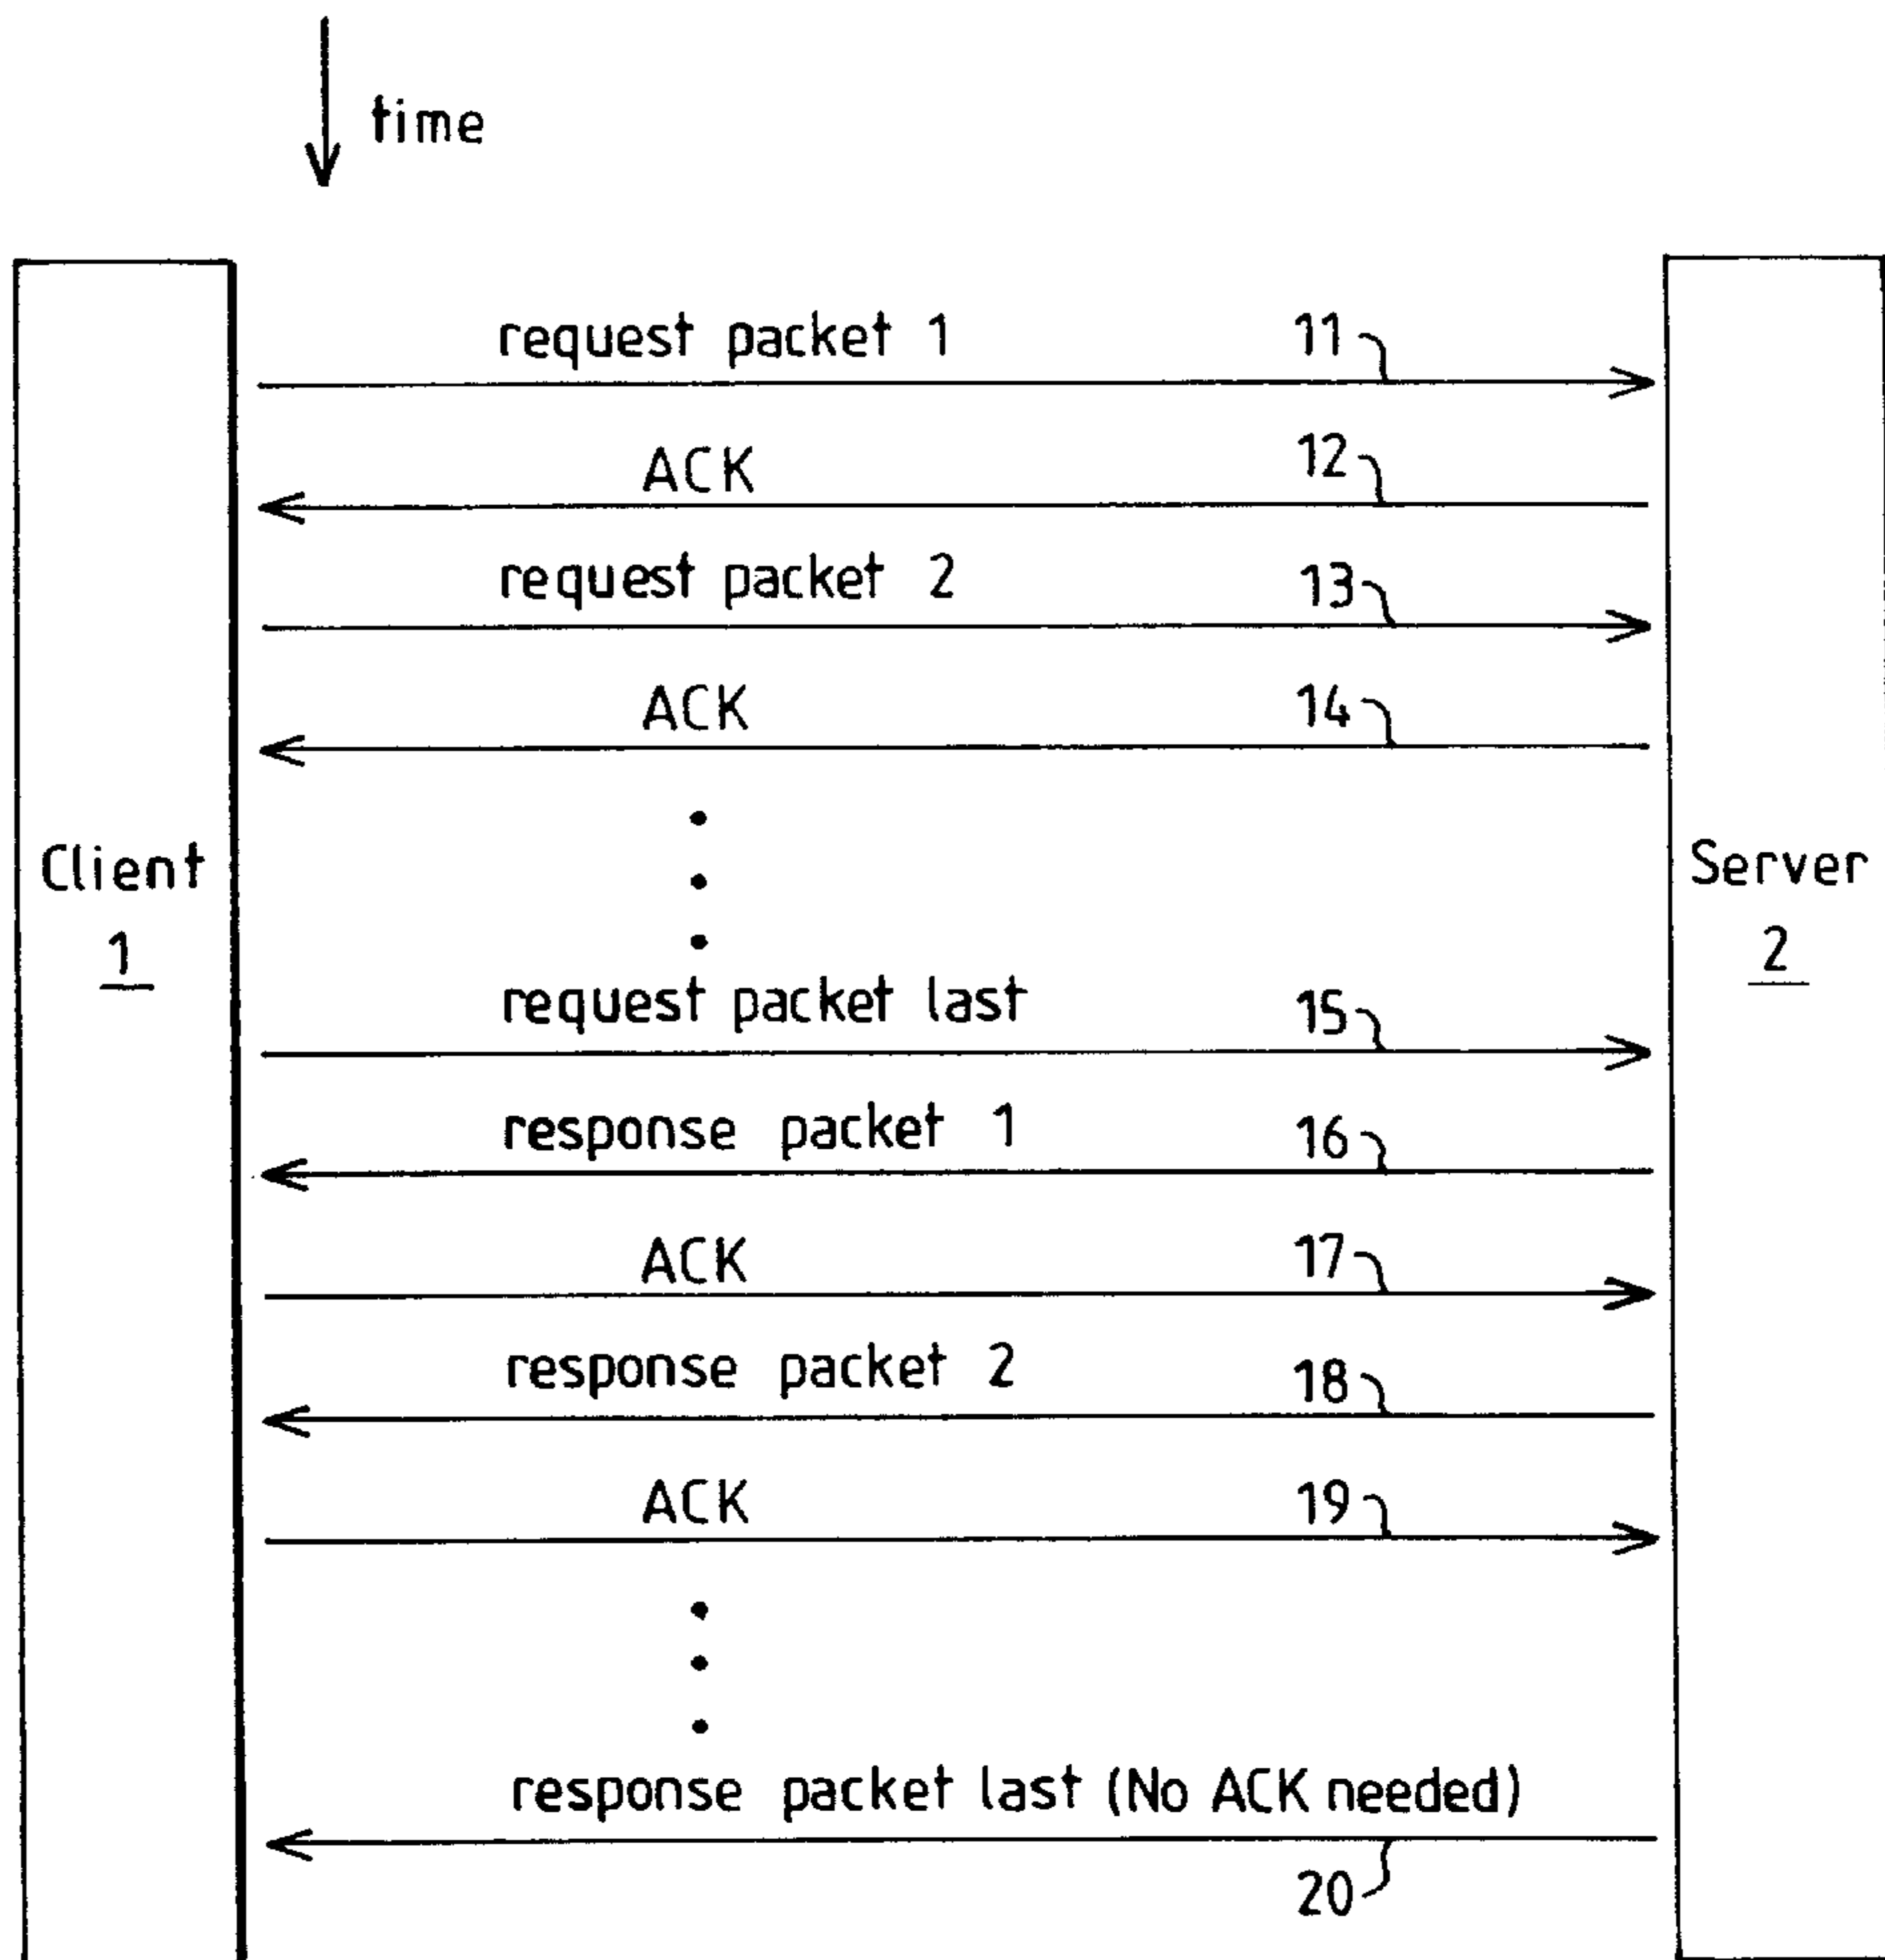 time
request packet 1 11
ACK 12
request packet 2 13
ACK 14
Client
1
Server
2
request packet last 15
response packet 1 16
ACK 17
response packet 2 18
ACK 19
response packet last (No ACK needed)
20